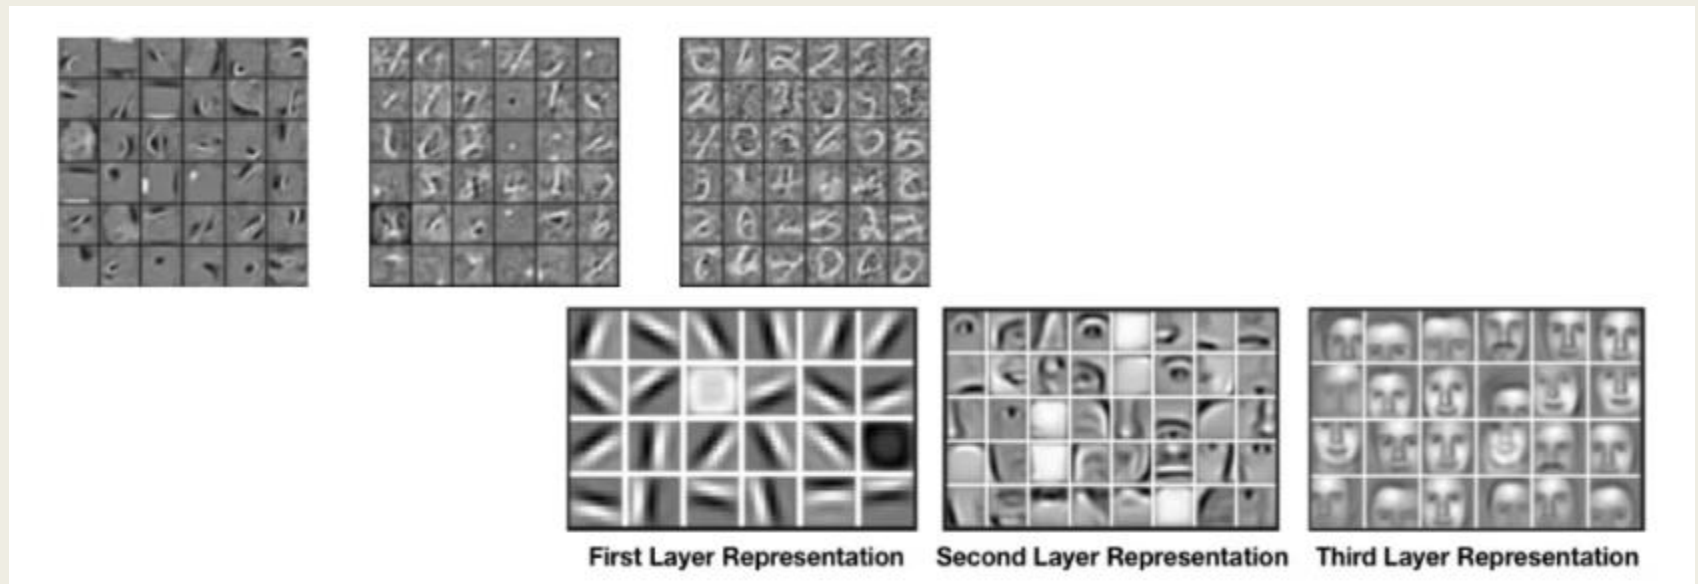 First Layer Representation
Second Layer Representation
Third Layer Representation